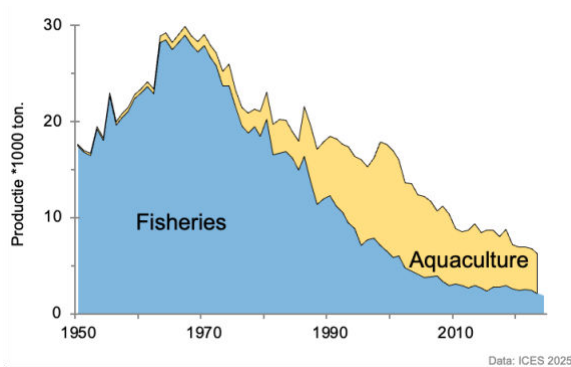 30
20
10
0
Productie *1000 ton.
Fisheries
Aquaculture
1950 1970 1990 2010
Data: ICES 2025